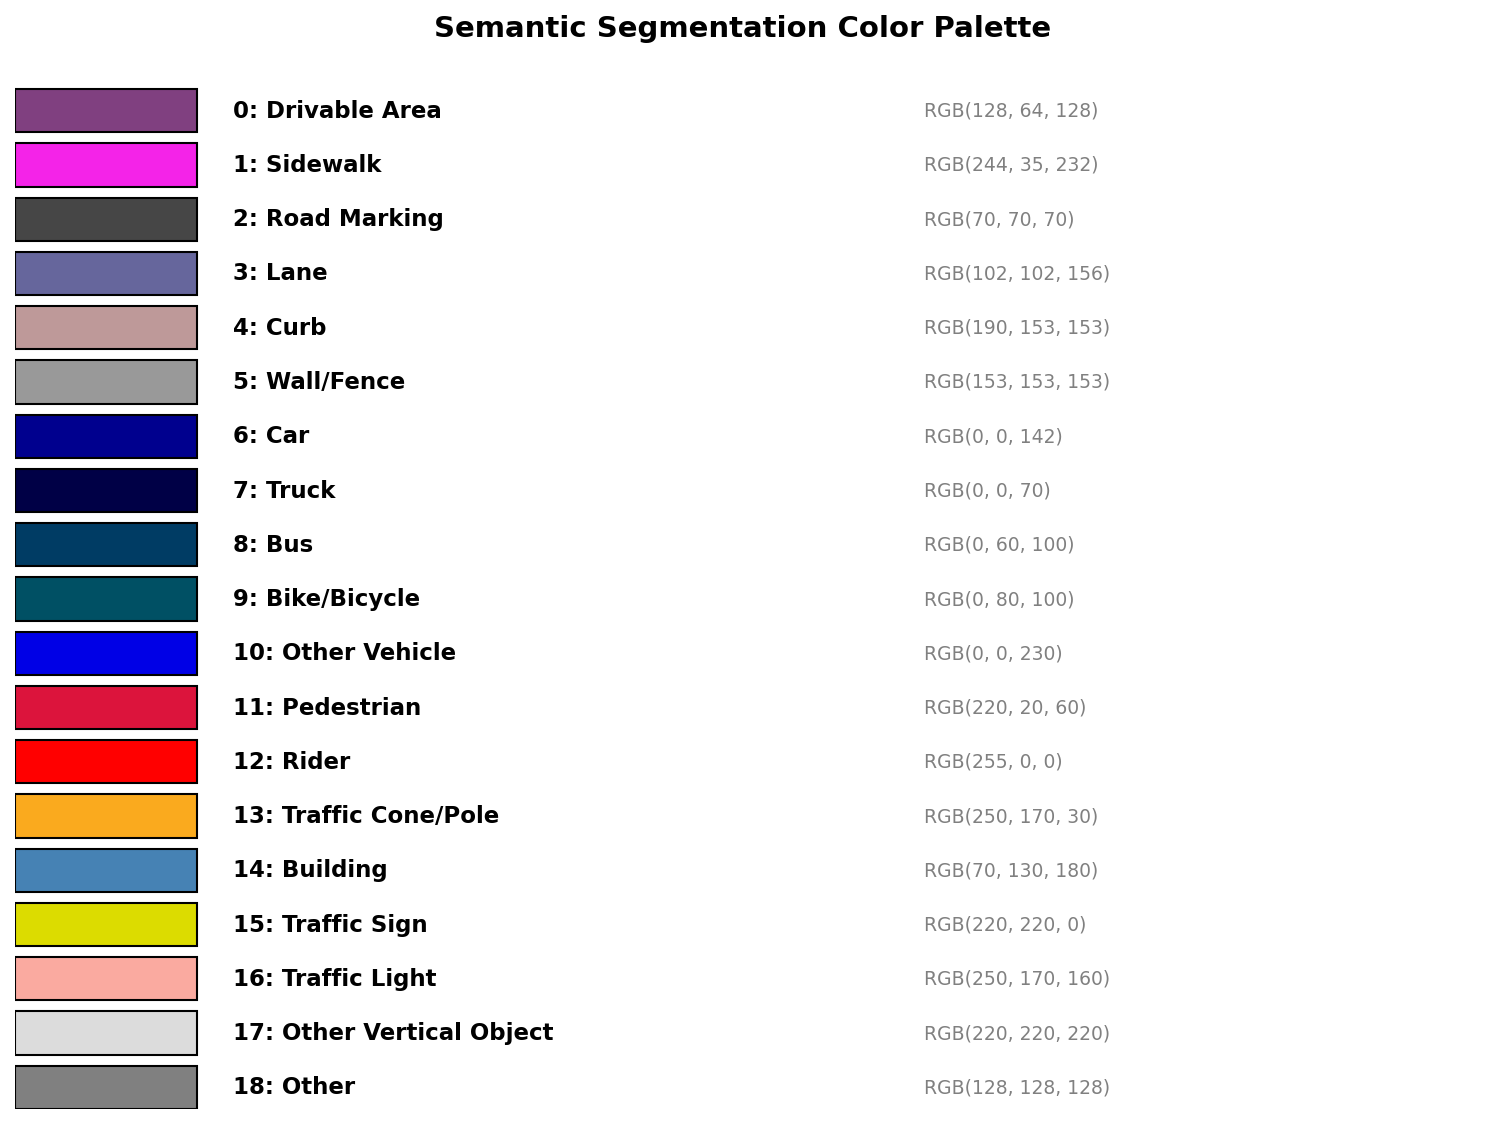 Semantic Segmentation Color Palette
0: Drivable Area RGB(128, 64, 128)
1: Sidewalk RGB(244, 35, 232)
2: Road Marking RGB(70, 70, 70)
3: Lane RGB(102, 102, 156)
4: Curb RGB(190, 153, 153)
5: Wall/Fence RGB(153, 153, 153)
6: Car RGB(0, 0, 142)
7: Truck RGB(0, 0, 70)
8: Bus RGB(0, 60, 100)
9: Bike/Bicycle RGB(0, 80, 100)
10: Other Vehicle RGB(0, 0, 230)
11: Pedestrian RGB(220, 20, 60)
12: Rider RGB(255, 0, 0)
13: Traffic Cone/Pole RGB(250, 170, 30)
14: Building RGB(70, 130, 180)
15: Traffic Sign RGB(220, 220, 0)
16: Traffic Light RGB(250, 170, 160)
17: Other Vertical Object RGB(220, 220, 220)
18: Other RGB(128, 128, 128)